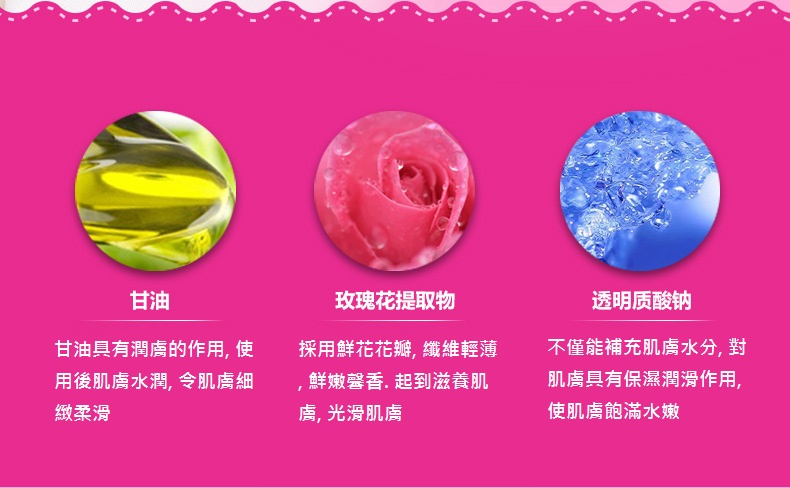 甘油
甘油具有潤膚的作用, 使
用後肌膚水潤, 令肌膚細
緻柔滑
玫瑰花提取物
採用鮮花花瓣, 纖維輕薄
, 鮮嫩馨香. 起到滋養肌
膚, 光滑肌膚
透明质酸钠
不僅能補充肌膚水分, 對
肌膚具有保濕潤滑作用,
使肌膚飽滿水嫩